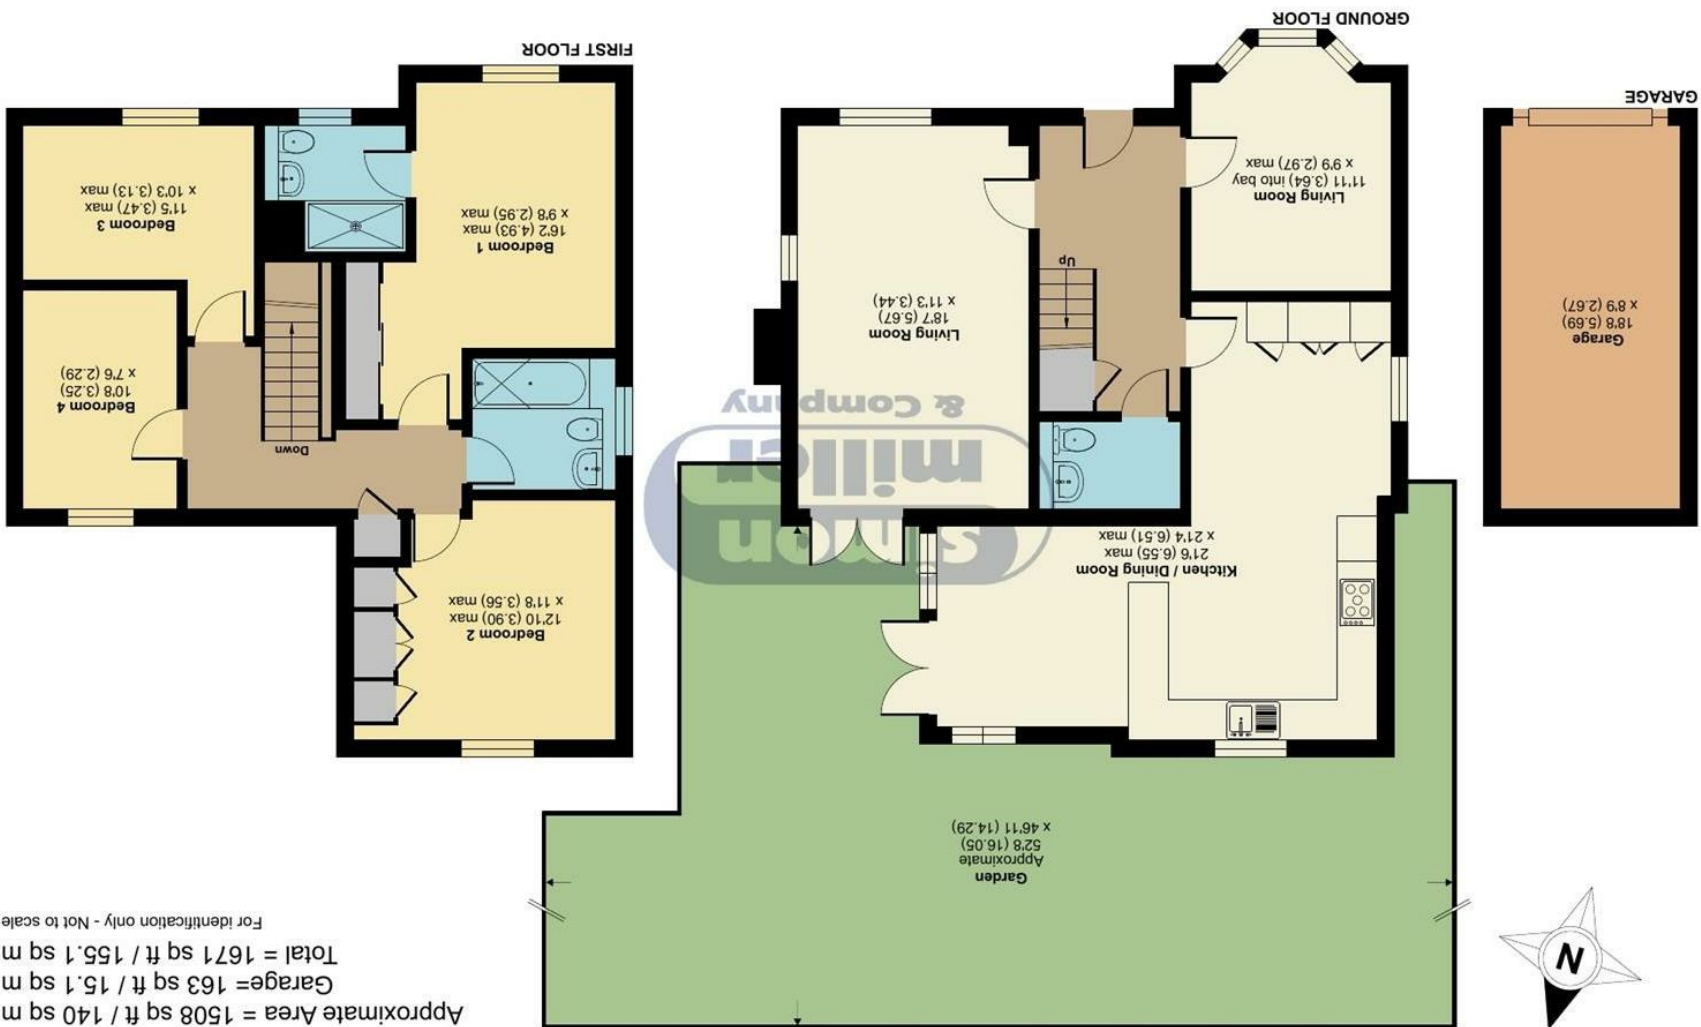 Approximate Area = 1508 sq ft / 140 sq m
Garage= 163 sq ft / 15.1 sq m
Total = 1671 sq ft / 155.1 sq m
For identification only - Not to scale
N
Garden
Approximate
52'8 (16.05)
x 46'11 (14.29)
Kitchen / Dining Room
21'6 (6.55) max
x 21'4 (6.51) max
Living Room
18'7 (5.67)
x 11'3 (3.44)
Up
Living Room
11'11 (3.64) into bay
x 9'9 (2.97) max
GROUND FLOOR
Garage
18'8 (5.69)
x 8'9 (2.67)
GARAGE
Bedroom 2
12'10 (3.90) max
x 11'8 (3.56) max
Down
Bedroom 4
10'8 (3.25)
x 7'6 (2.29)
Bedroom 1
16'2 (4.93) max
x 9'8 (2.95) max
Bedroom 3
11'5 (3.47) max
x 10'3 (3.13) max
FIRST FLOOR
simon
miller
& Company